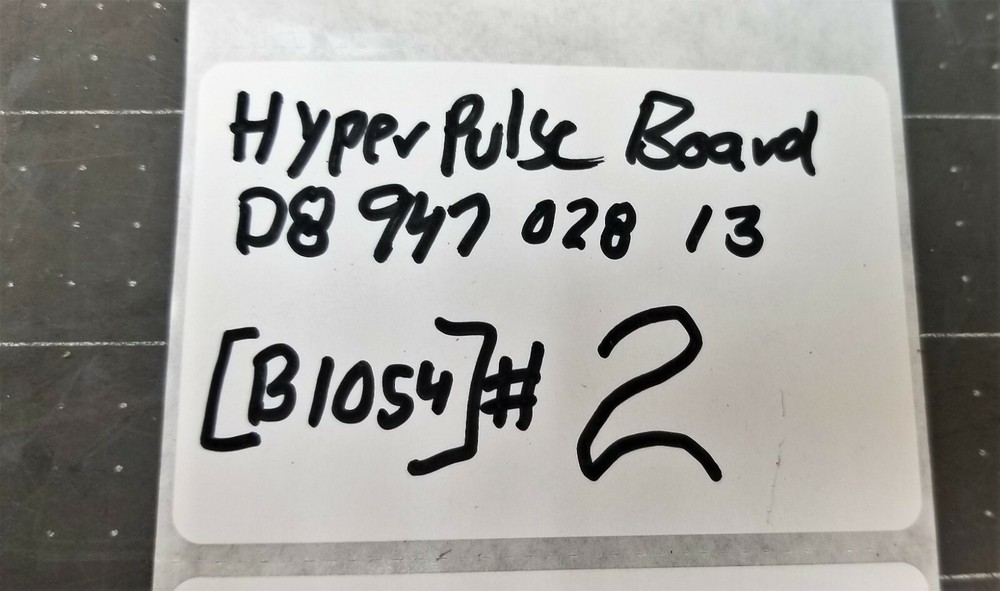 HyperPulse Board
D8 947 028 13
[B1054]# 2